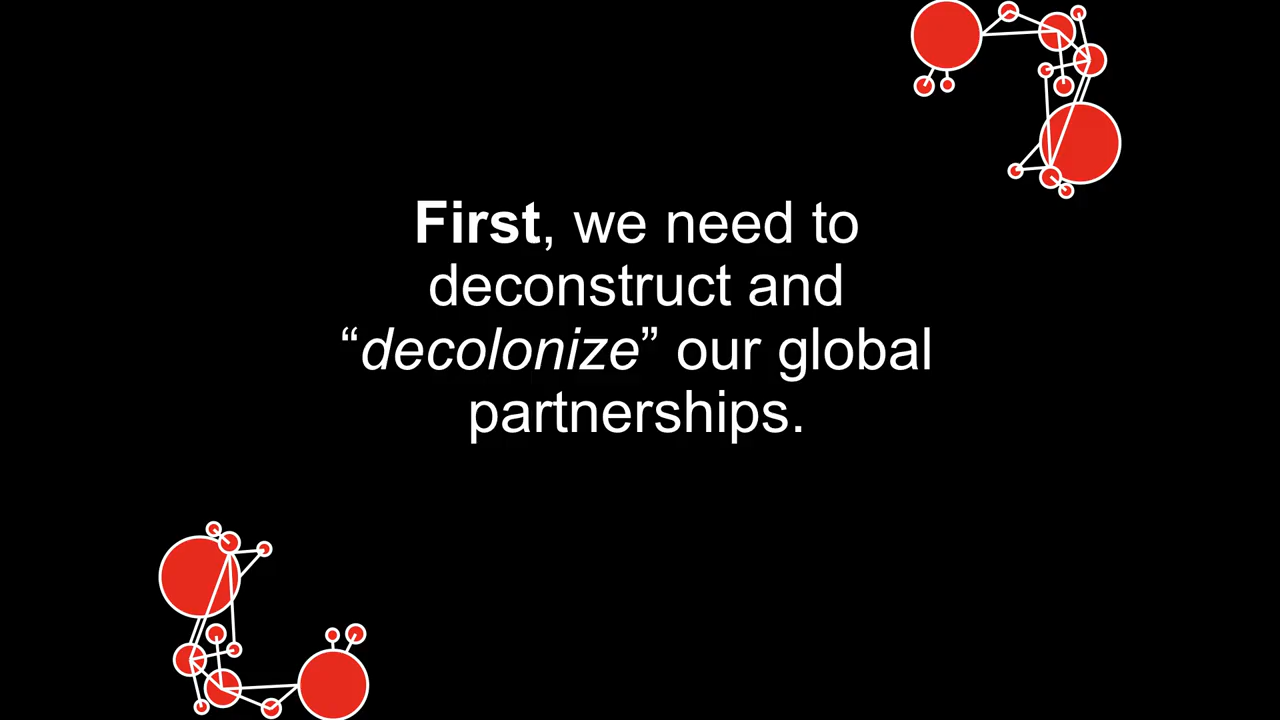 First, we need to
deconstruct and
“decolonize” our global
partnerships.